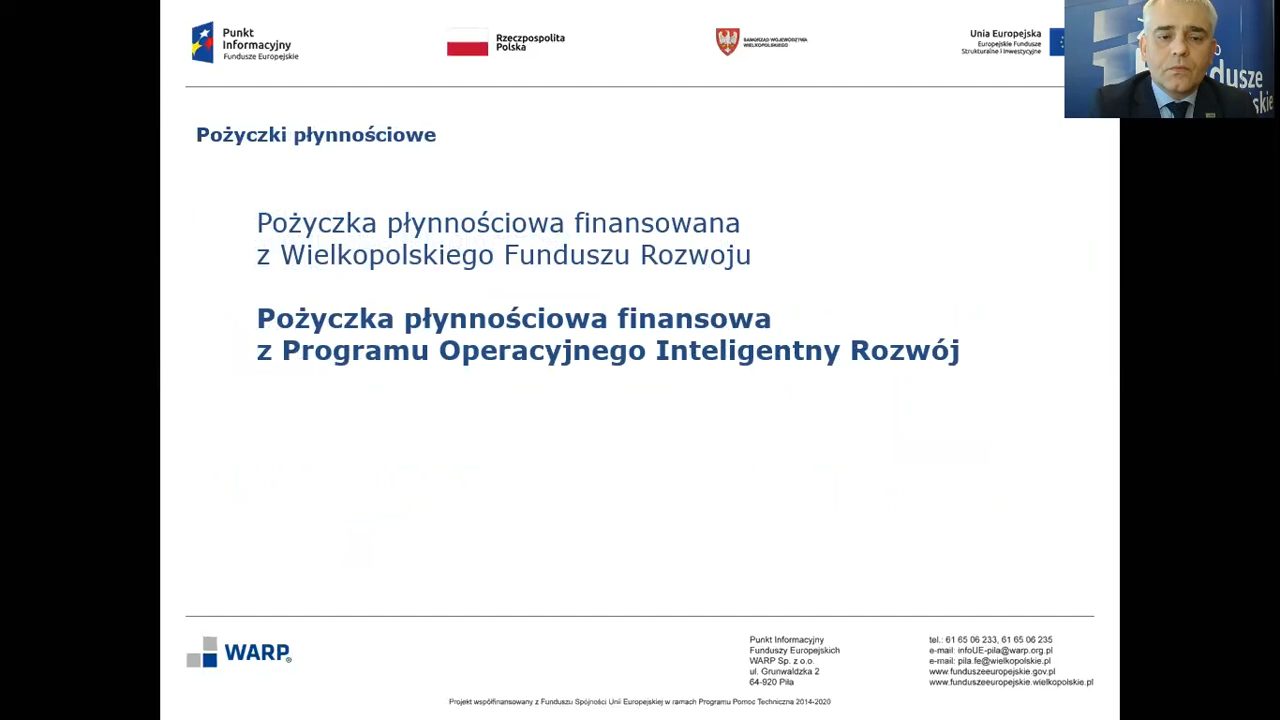 Punkt
Informacyjny
Fundusze Europejskie
Rzeczpospolita
Polska
SAMORZĄD WOJEWÓDZTWA
WIELKOPOLSKIEGO
Unia Europejska
Europejskie Fundusze
Strukturalne i Inwestycyjne
Pożyczki płynnościowe
Pożyczka płynnościowa finansowana
z Wielkopolskiego Funduszu Rozwoju
Pożyczka płynnościowa finansowa
z Programu Operacyjnego Inteligentny Rozwój
WARP
Punkt Informacyjny
Funduszy Europejskich
WARP Sp. z o.o.
ul. Grunwaldzka 2
64-920 Piła
tel.: 61 65 06 233, 61 65 06 235
e-mail: infoUE-pila@warp.org.pl
e-mail: pila.fe@wielkopolskie.pl
www.funduszeeuropejskie.gov.pl
www.funduszeeuropejskie.wielkopolskie.pl
Projekt współfinansowany z Funduszu Spójności Unii Europejskiej w ramach Programu Pomoc Techniczna 2014-2020